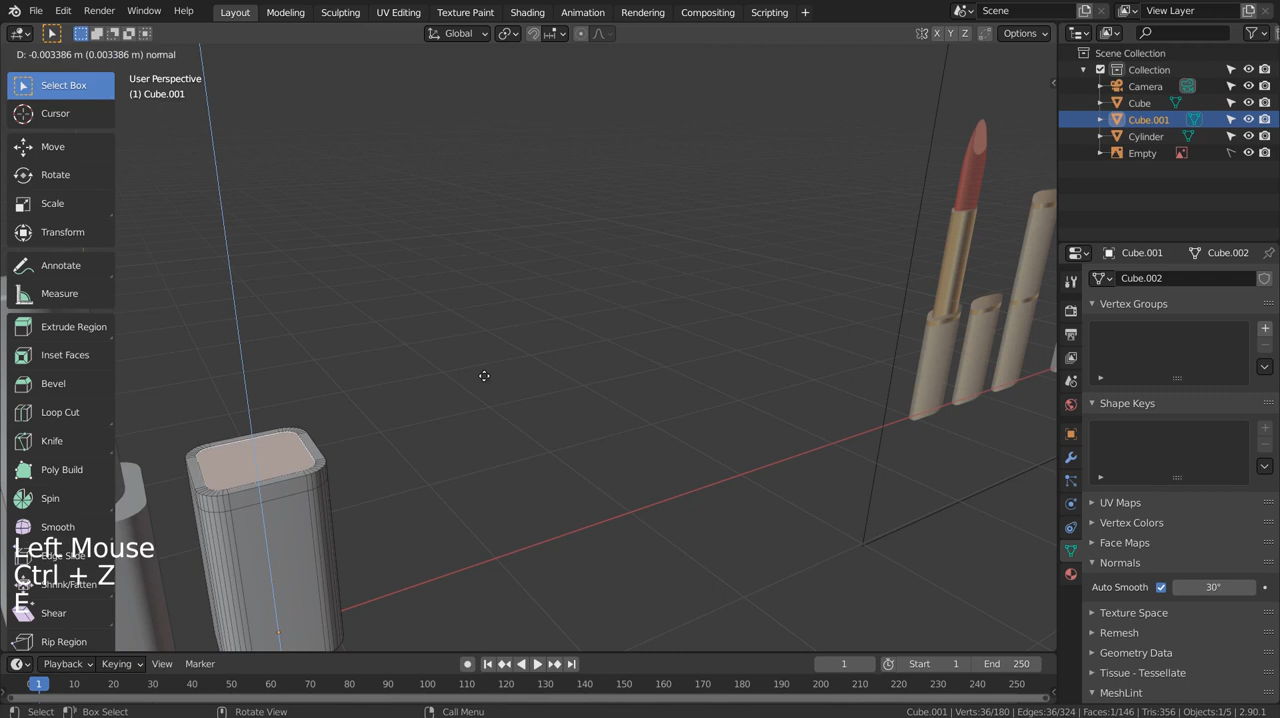 File Edit Render Window Help Layout Modeling Sculpting UV Editing Texture Paint Shading Animation Rendering Compositing Scripting + Scene View Layer
Global X Y Z Options
D: -0.003386 m (0.003386 m) normal
Select Box
Cursor
Move
Rotate
Scale
Transform
Annotate
Measure
Extrude Region
Inset Faces
Bevel
Loop Cut
Knife
Poly Build
Spin
Smooth
Edge Slide
Shrink/Fatten
Shear
Rip Region
User Perspective
(1) Cube.001
Left Mouse
Ctrl + Z
E
Scene Collection
Collection
Camera
Cube
Cube.001
Cylinder
Empty
Cube.001 Cube.002
Cube.002
Vertex Groups
Shape Keys
UV Maps
Vertex Colors
Face Maps
Normals
Auto Smooth 30°
Texture Space
Remesh
Geometry Data
Tissue - Tessellate
MeshLint
Playback Keying View Marker 1 Start 1 End 250
1 10 20 30 40 50 60 70 80 90 100 110 120 130 140 150 160 170 180 190 200 210 220 230 240 250
Select Box Select Rotate View Call Menu Cube.001 | Verts:36/180 | Edges:36/324 | Faces:1/146 | Tris:356 | Objects:1/5 | 2.90.1